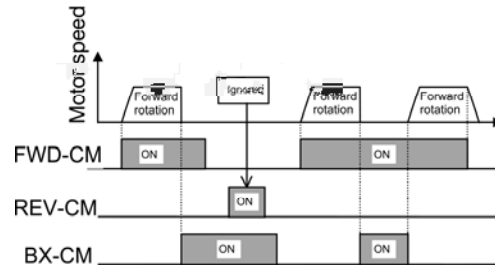 Motor speed
Forward
rotation
Ignored
Forward
rotation
Forward
rotation
FWD-CM
ON
ON
REV-CM
ON
BX-CM
ON
ON